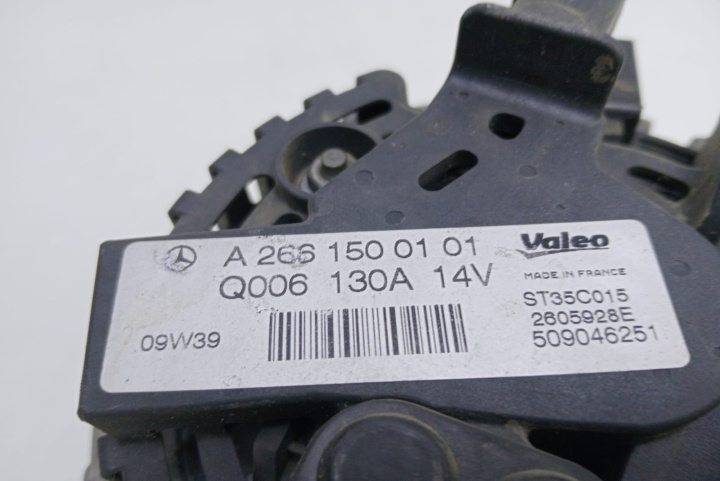 A 266 150 01 01
Valeo
Q006 130A 14V
MADE IN FRANCE
ST35C015
2605928E
09W39
509046251